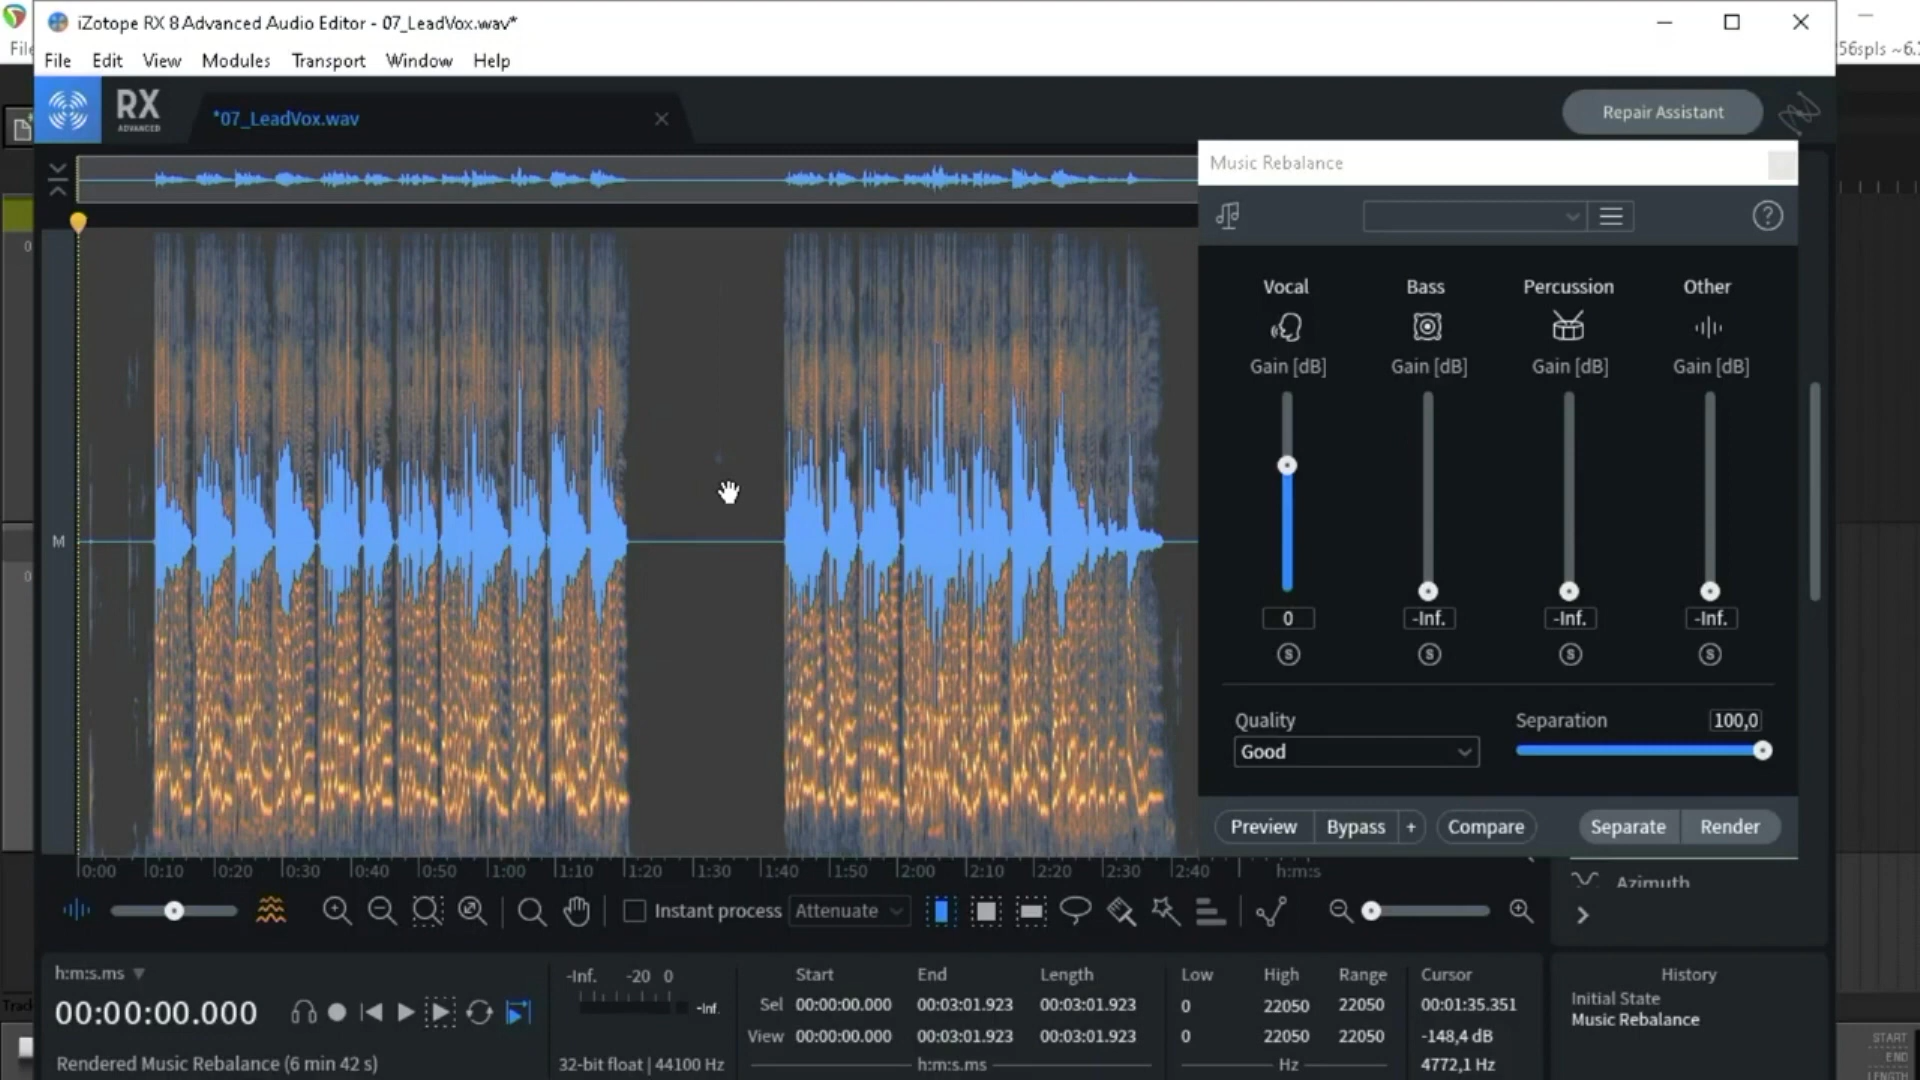 iZotope RX 8 Advanced Audio Editor - 07_LeadVox.wav*
File Edit View Modules Transport Window Help
56spls ~6.
RX
ADVANCED
*07_LeadVox.wav
Repair Assistant
Music Rebalance
Vocal Bass Percussion Other
Gain [dB] Gain [dB] Gain [dB] Gain [dB]
0 -Inf. -Inf. -Inf.
S S S S
M
Quality
Good
Separation 100,0
Preview Bypass + Compare Separate Render
0:00 0:10 0:20 0:30 0:40 0:50 1:00 1:10 1:20 1:30 1:40 1:50 2:00 2:10 2:20 2:30 2:40 h:m:s
Azimuth
Instant process Attenuate
h:m:s.ms
00:00:00.000
Rendered Music Rebalance (6 min 42 s)
-Inf. -20 0
-Inf.
32-bit float | 44100 Hz
Start End Length
Sel 00:00:00.000 00:03:01.923 00:03:01.923
View 00:00:00.000 00:03:01.923 00:03:01.923
h:m:s.ms
Low High Range
0 22050 22050
0 22050 22050
Hz
Cursor
00:01:35.351
-148,4 dB
4772,1 Hz
History
Initial State
Music Rebalance
START
END
LENGTH